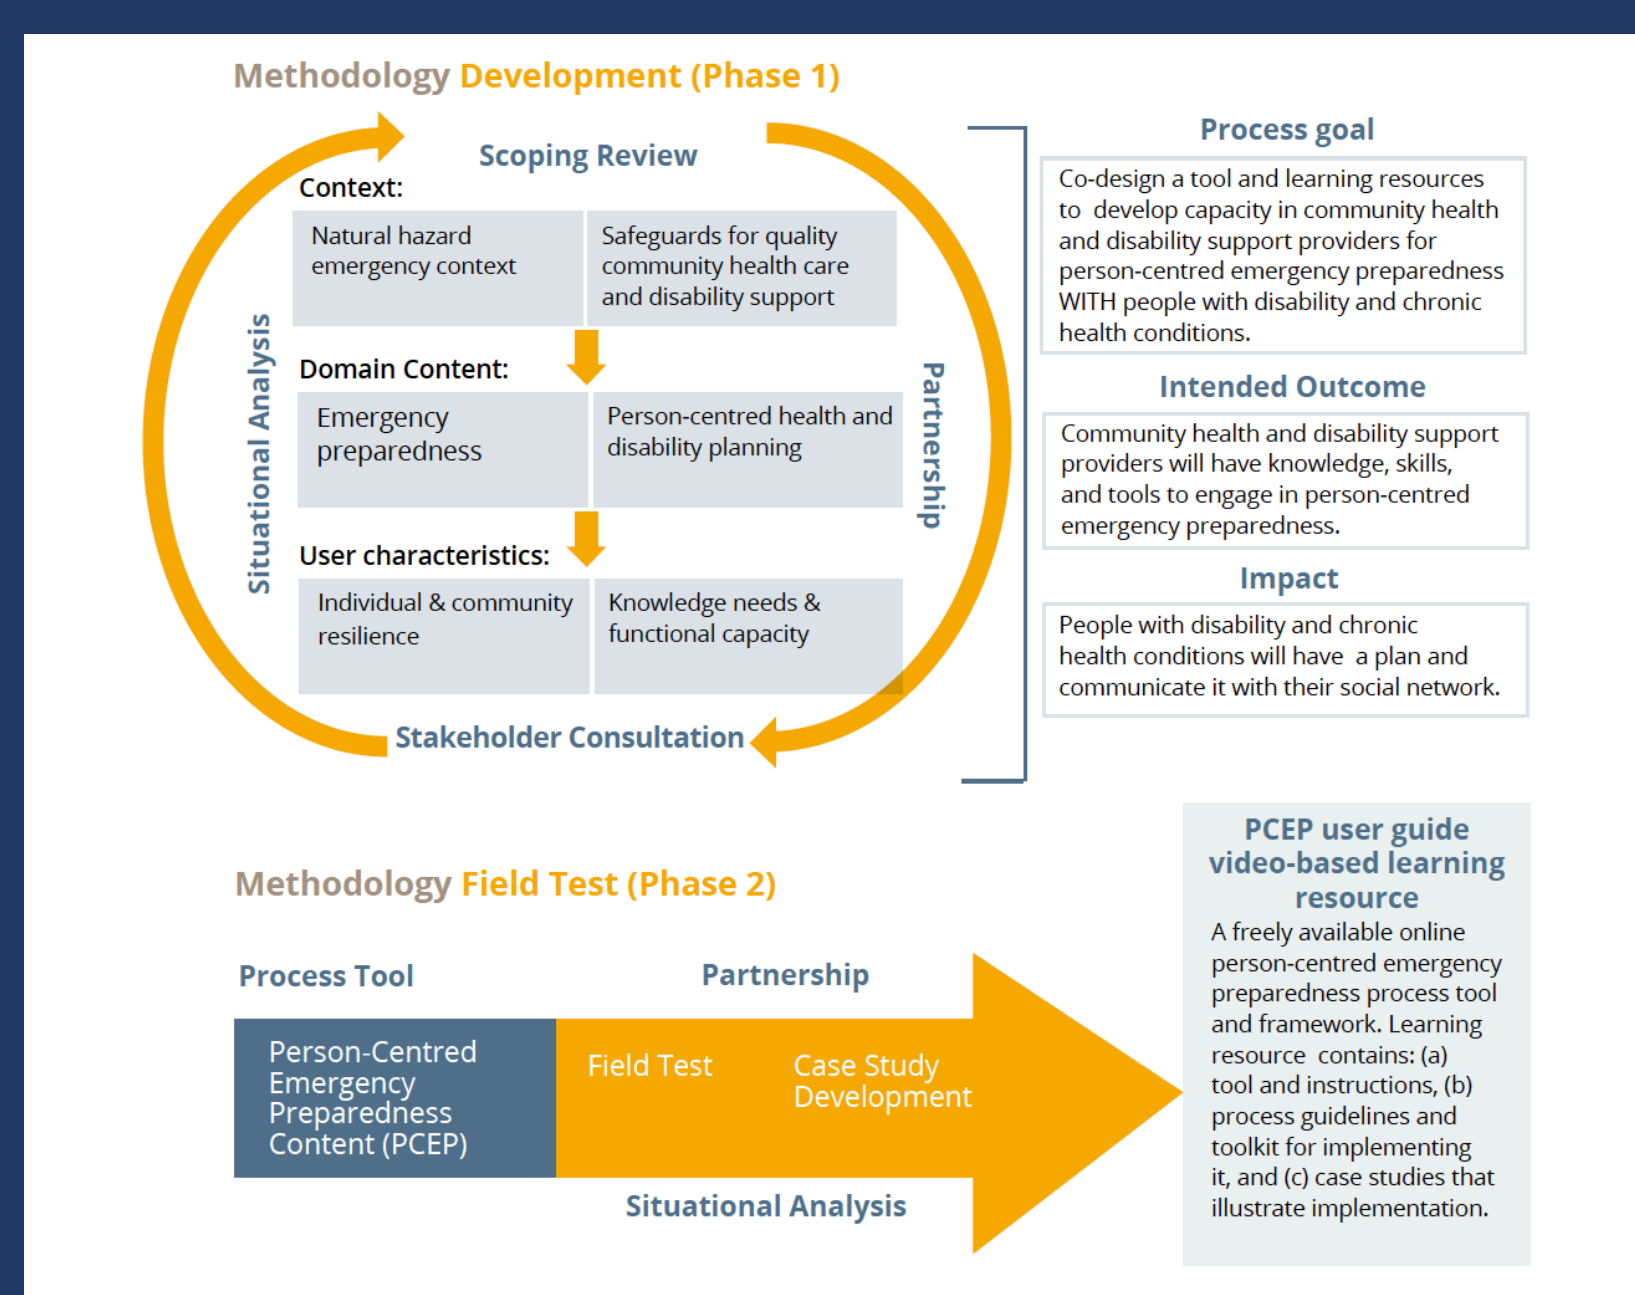 Methodology Development (Phase 1)
Scoping Review
Context:
Natural hazard
emergency context
Safeguards for quality
community health care
and disability support
Domain Content:
Emergency
preparedness
Person-centred health and
disability planning
User characteristics:
Individual & community
resilience
Knowledge needs &
functional capacity
Situational Analysis
Partnership
Stakeholder Consultation
Process goal
Co-design a tool and learning resources
to develop capacity in community health
and disability support providers for
person-centred emergency preparedness
WITH people with disability and chronic
health conditions.
Intended Outcome
Community health and disability support
providers will have knowledge, skills,
and tools to engage in person-centred
emergency preparedness.
Impact
People with disability and chronic
health conditions will have a plan and
communicate it with their social network.
Methodology Field Test (Phase 2)
Process Tool
Partnership
Person-Centred
Emergency
Preparedness
Content (PCEP)
Field Test
Case Study
Development
Situational Analysis
PCEP user guide
video-based learning
resource
A freely available online
person-centred emergency
preparedness process tool
and framework. Learning
resource contains: (a)
tool and instructions, (b)
process guidelines and
toolkit for implementing
it, and (c) case studies that
illustrate implementation.